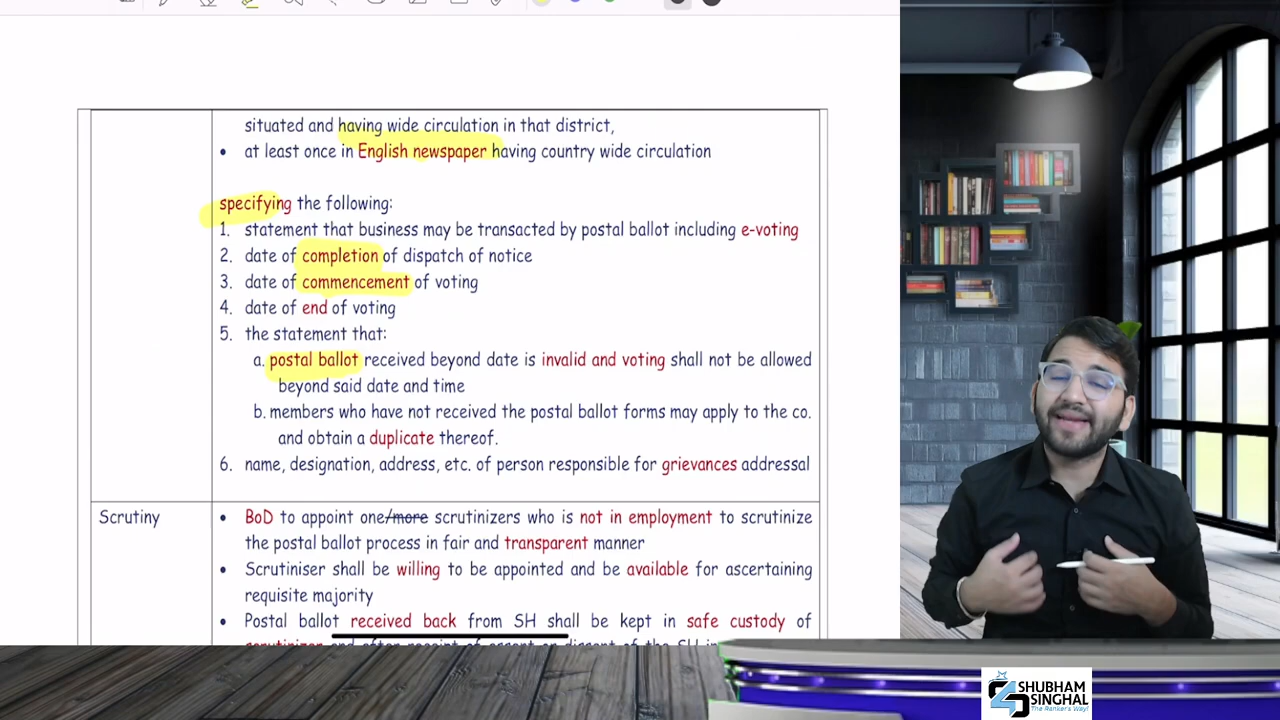 situated and having wide circulation in that district,
• at least once in English newspaper having country wide circulation
specifying the following:
1. statement that business may be transacted by postal ballot including e-voting
2. date of completion of dispatch of notice
3. date of commencement of voting
4. date of end of voting
5. the statement that:
a. postal ballot received beyond date is invalid and voting shall not be allowed
beyond said date and time
b. members who have not received the postal ballot forms may apply to the co.
and obtain a duplicate thereof.
6. name, designation, address, etc. of person responsible for grievances addressal
Scrutiny
• BoD to appoint one/more scrutinizers who is not in employment to scrutinize
the postal ballot process in fair and transparent manner
• Scrutiniser shall be willing to be appointed and be available for ascertaining
requisite majority
• Postal ballot received back from SH shall be kept in safe custody of
SHUBHAM
SINGHAL
The Ranker's Way!